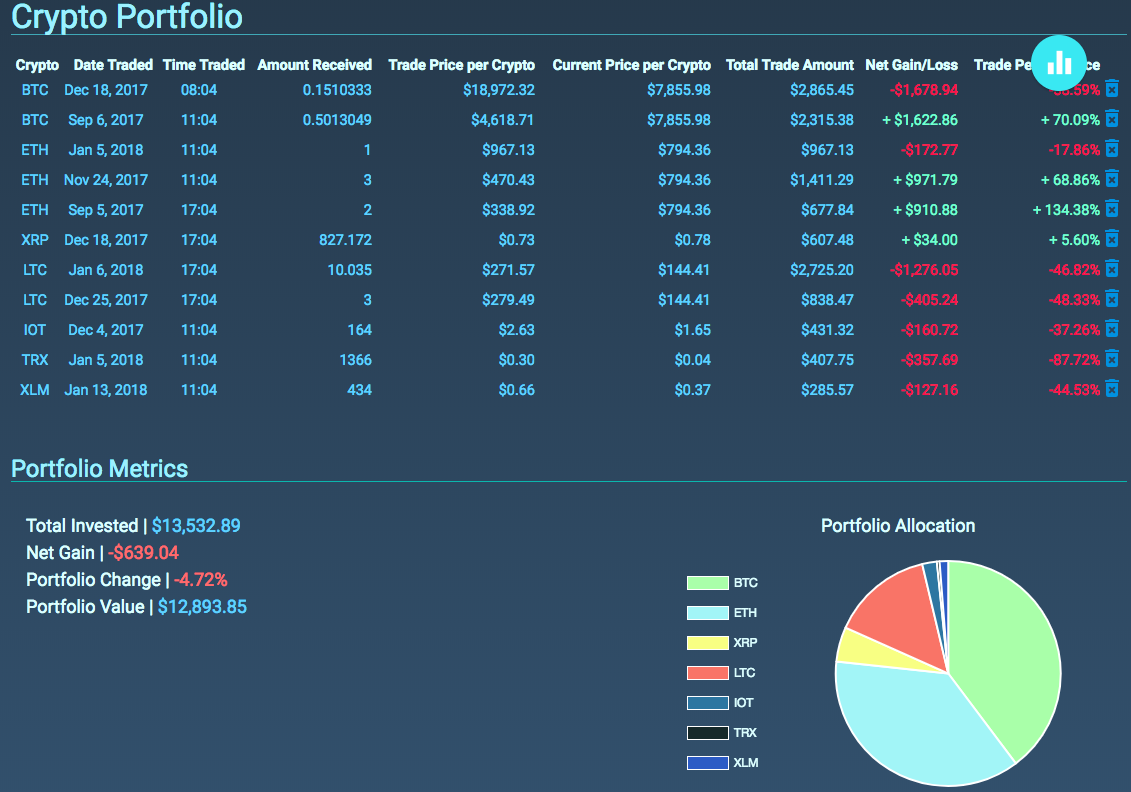 Crypto Portfolio
Crypto Date Traded Time Traded Amount Received Trade Price per Crypto Current Price per Crypto Total Trade Amount Net Gain/Loss Trade
BTC Dec 18, 2017 08:04 0.1510333 $18,972.32 $7,855.98 $2,865.45 -$1,678.94
BTC Sep 6, 2017 11:04 0.5013049 $4,618.71 $7,855.98 $2,315.38 + $1,622.86 + 70.09%
ETH Jan 5, 2018 11:04 1 $967.13 $794.36 $967.13 -$172.77 -17.86%
ETH Nov 24, 2017 11:04 3 $470.43 $794.36 $1,411.29 + $971.79 + 68.86%
ETH Sep 5, 2017 17:04 2 $338.92 $794.36 $677.84 + $910.88 + 134.38%
XRP Dec 18, 2017 17:04 827.172 $0.73 $0.78 $607.48 + $34.00 + 5.60%
LTC Jan 6, 2018 17:04 10.035 $271.57 $144.41 $2,725.20 -$1,276.05 -46.82%
LTC Dec 25, 2017 17:04 3 $279.49 $144.41 $838.47 -$405.24 -48.33%
IOT Dec 4, 2017 11:04 164 $2.63 $1.65 $431.32 -$160.72 -37.26%
TRX Jan 5, 2018 11:04 1366 $0.30 $0.04 $407.75 -$357.69 -87.72%
XLM Jan 13, 2018 11:04 434 $0.66 $0.37 $285.57 -$127.16 -44.53%
Portfolio Metrics
Total Invested | $13,532.89
Net Gain | -$639.04
Portfolio Change | -4.72%
Portfolio Value | $12,893.85
Portfolio Allocation
BTC
ETH
XRP
LTC
IOT
TRX
XLM